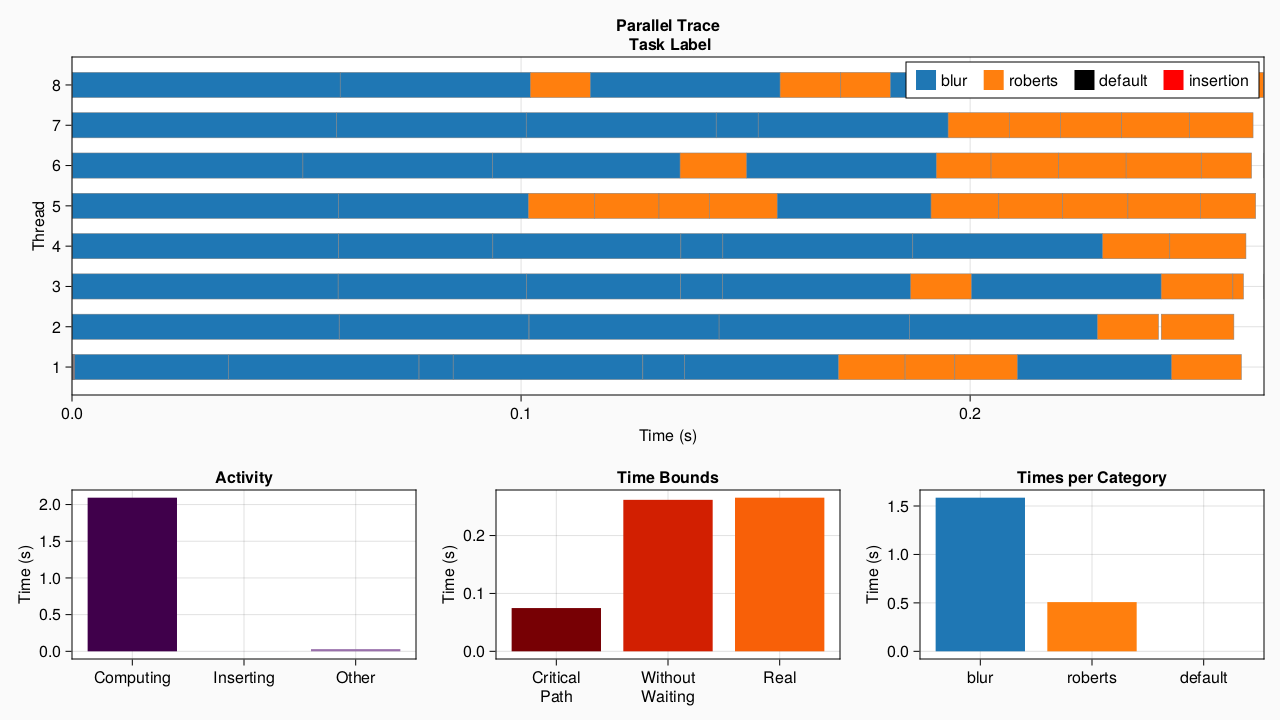 Parallel Trace
Task Label
blur roberts default insertion
8
7
6
5
4
3
2
1
Thread
0.0 0.1 0.2
Time (s)
Activity
2.0
1.5
1.0
0.5
0.0
Time (s)
Computing Inserting Other
Time Bounds
0.2
0.1
0.0
Time (s)
Critical Path
Without Waiting
Real
Times per Category
1.5
1.0
0.5
0.0
Time (s)
blur roberts default